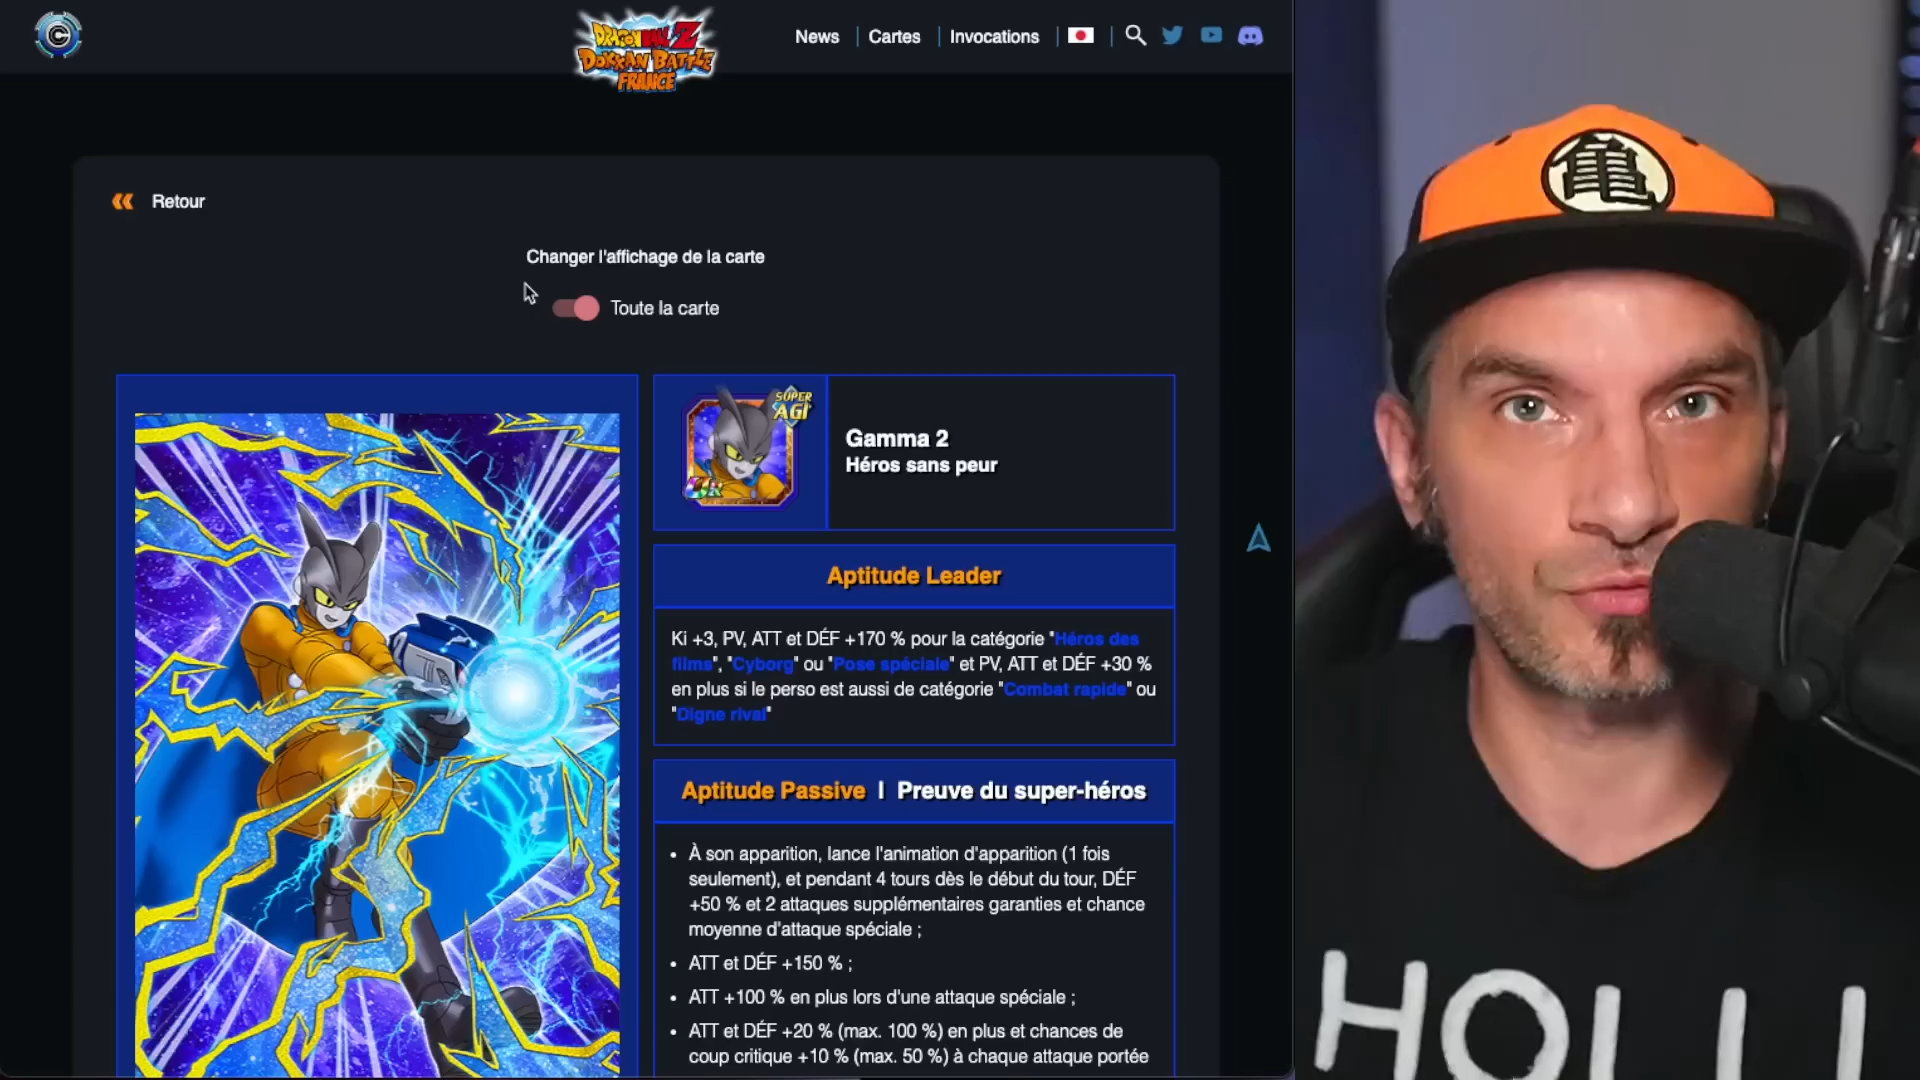 DRAGON BALL Z
DOKKAN BATTLE
FRANCE
News
Cartes
Invocations
Retour
Changer l'affichage de la carte
Toute la carte
SUPER
AGI
UR
Gamma 2
Héros sans peur
Aptitude Leader
Ki +3, PV, ATT et DÉF +170 % pour la catégorie "Héros des
films", "Cyborg" ou "Pose spéciale" et PV, ATT et DÉF +30 %
en plus si le perso est aussi de catégorie "Combat rapide" ou
"Digne rival"
Aptitude Passive | Preuve du super-héros
• À son apparition, lance l'animation d'apparition (1 fois
seulement), et pendant 4 tours dès le début du tour, DÉF
+50 % et 2 attaques supplémentaires garanties et chance
moyenne d'attaque spéciale ;
• ATT et DÉF +150 % ;
• ATT +100 % en plus lors d'une attaque spéciale ;
• ATT et DÉF +20 % (max. 100 %) en plus et chances de
coup critique +10 % (max. 50 %) à chaque attaque portée
亀